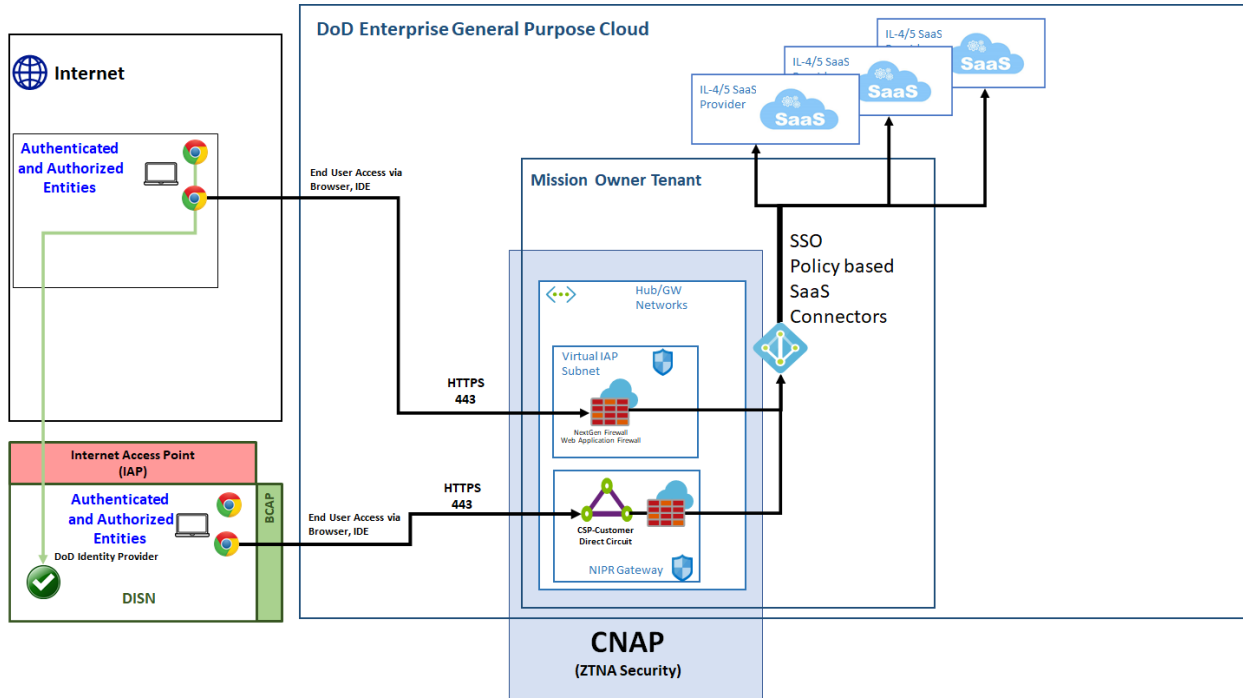 DoD Enterprise General Purpose Cloud
Internet
Authenticated
and Authorized
Entities
End User Access via
Browser, IDE
HTTPS
443
Internet Access Point
(IAP)
BCAP
Authenticated
and Authorized
Entities
DoD Identity Provider
DISN
End User Access via
Browser, IDE
HTTPS
443
Mission Owner Tenant
Hub/GW
Networks
Virtual IAP
Subnet
NextGen Firewall
Web Application Firewall
CSP-Customer
Direct Circuit
NIPR Gateway
CNAP
(ZTNA Security)
SSO
Policy based
SaaS
Connectors
IL-4/5 SaaS
Provider
SaaS
IL-4/5 SaaS
SaaS
IL-4/5 SaaS
SaaS